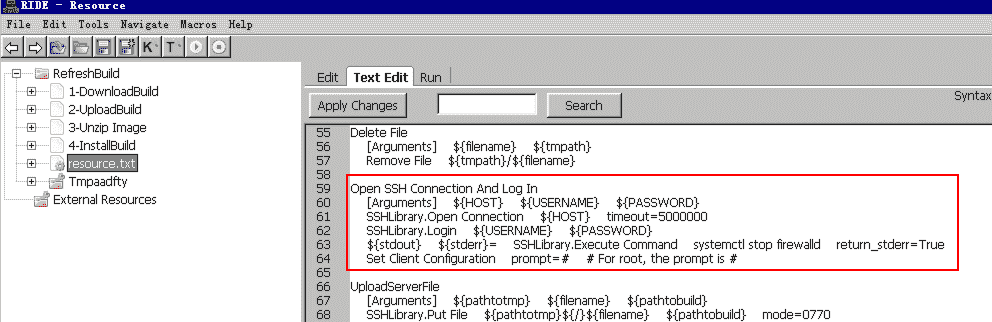 RIDE - Resource
File Edit Tools Navigate Macros Help
K T
RefreshBuild
1-DownloadBuild
2-UploadBuild
3-Unzip Image
4-InstallBuild
resource.txt
Tmpaadfty
External Resources
Edit Text Edit Run
Apply Changes Search Syntax
55 Delete File
56 [Arguments] ${filename} ${tmpath}
57 Remove File ${tmpath}/${filename}
58
59 Open SSH Connection And Log In
60 [Arguments] ${HOST} ${USERNAME} ${PASSWORD}
61 SSHLibrary.Open Connection ${HOST} timeout=5000000
62 SSHLibrary.Login ${USERNAME} ${PASSWORD}
63 ${stdout} ${stderr}= SSHLibrary.Execute Command systemctl stop firewalld return_stderr=True
64 Set Client Configuration prompt=# # For root, the prompt is #
65
66 UploadServerFile
67 [Arguments] ${pathtotmp} ${filename} ${pathtobuild}
68 SSHLibrary.Put File ${pathtotmp}${/}${filename} ${pathtobuild} mode=0770